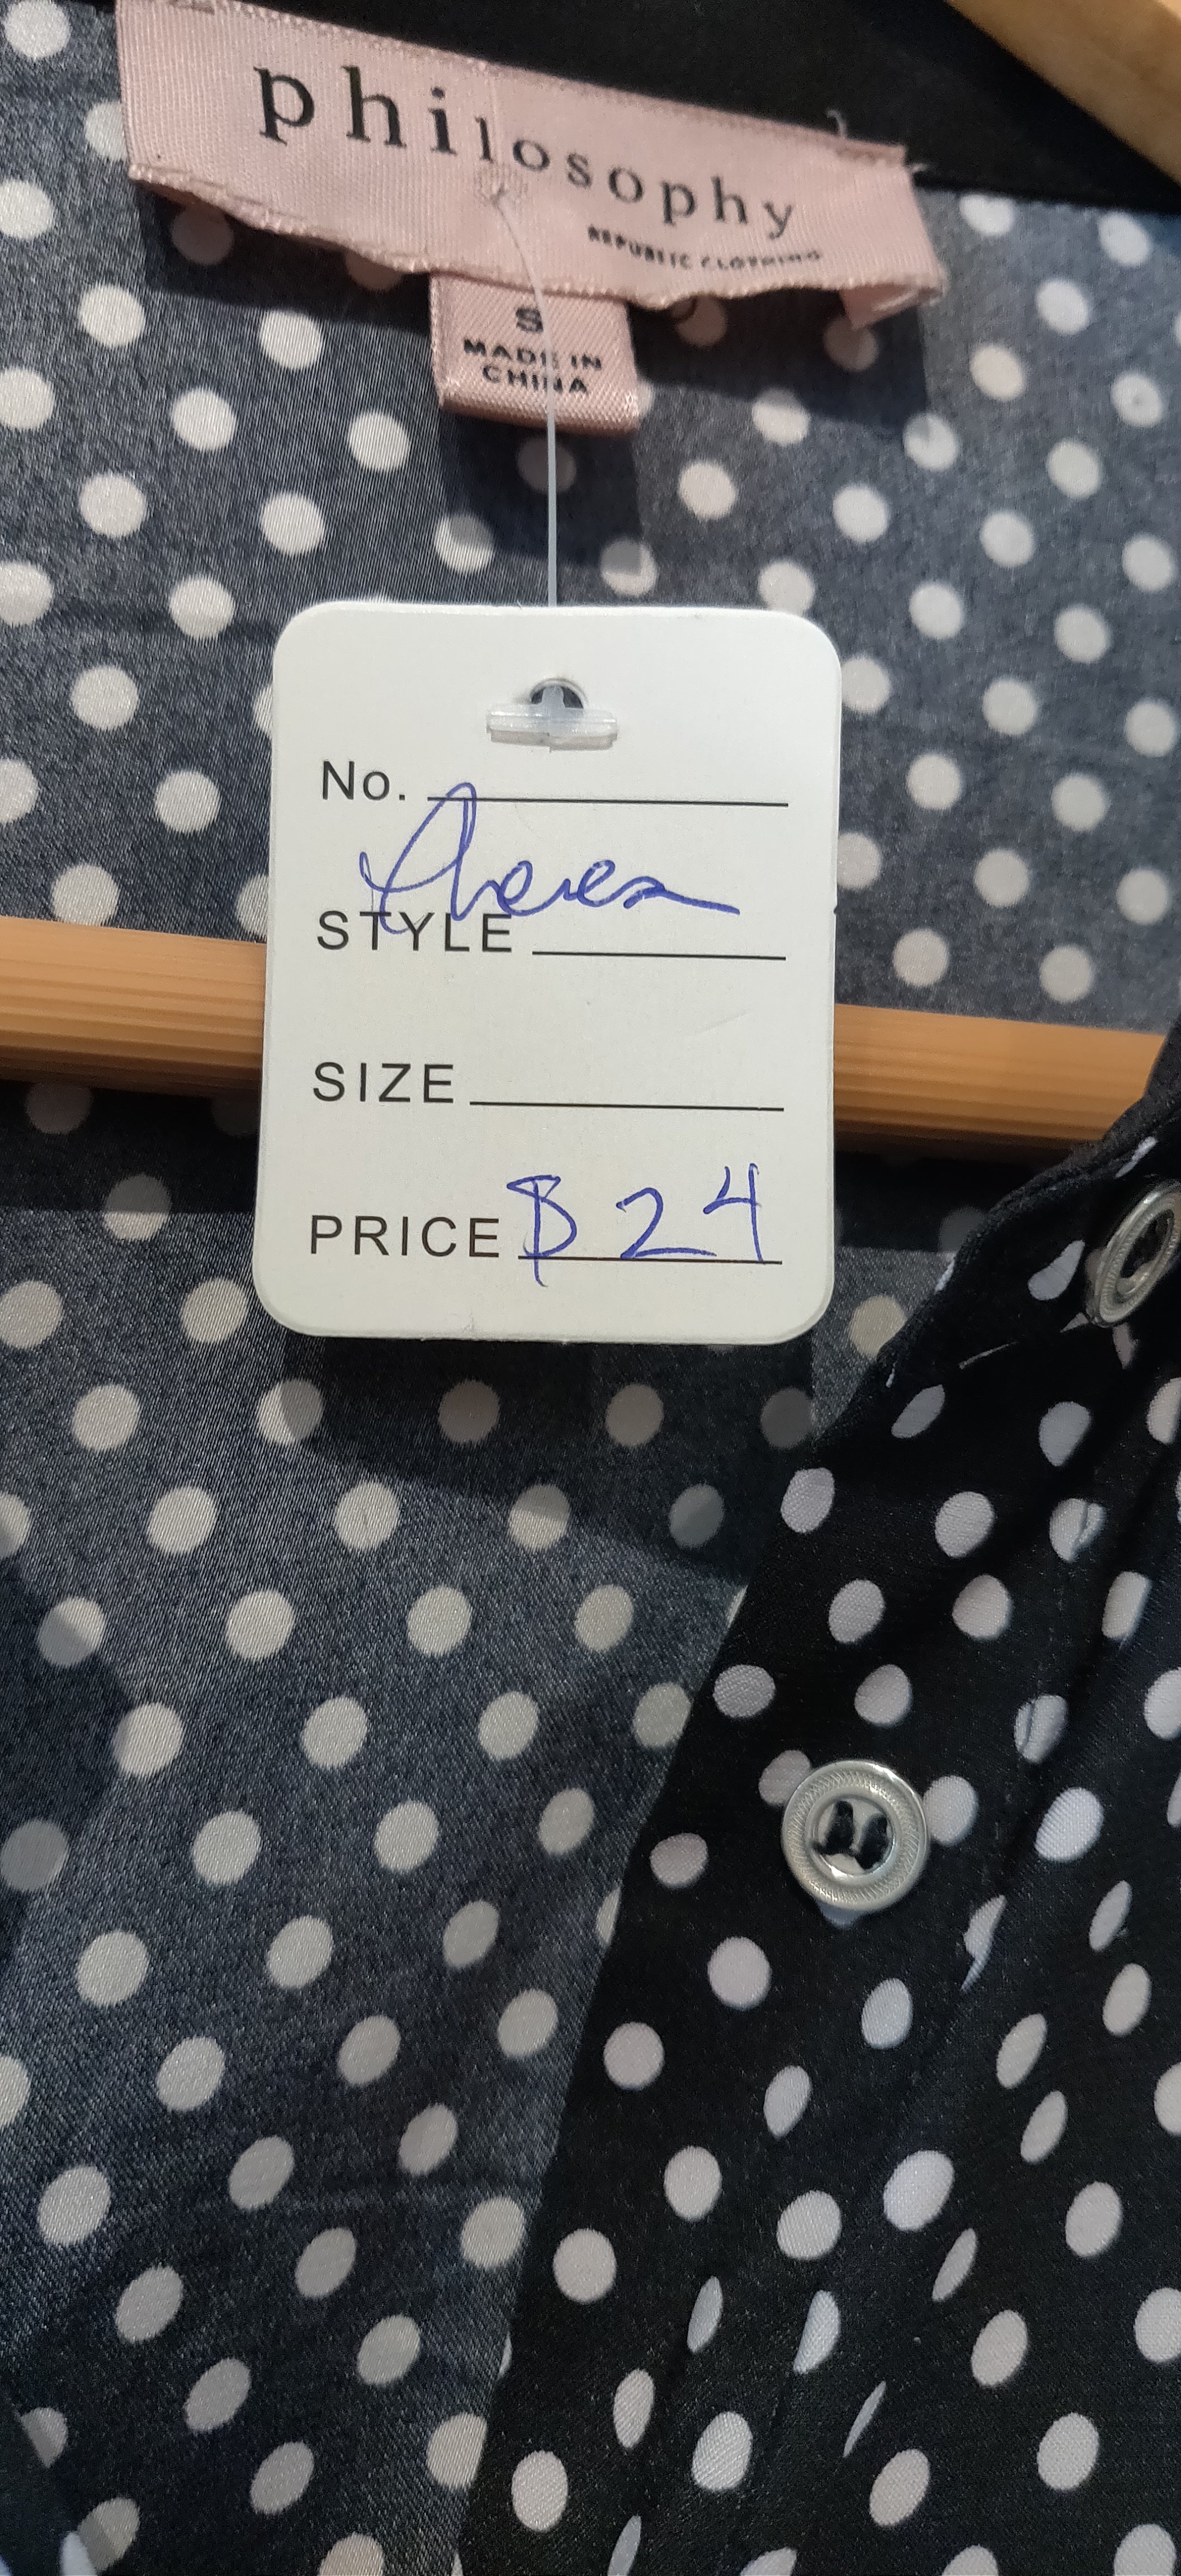 philosophy
REPUBLIC CLOTHING
S
MADE IN
CHINA
No.
STYLE
SIZE
PRICE $24